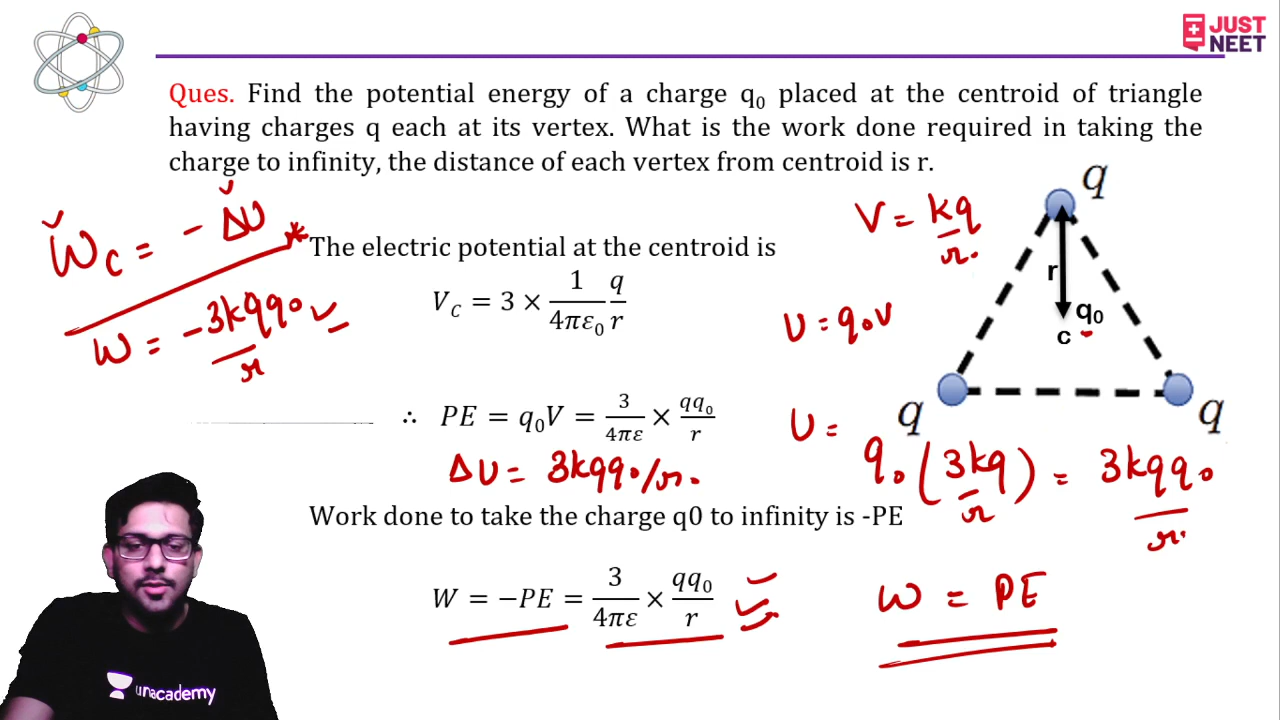 JUST
NEET
Ques. Find the potential energy of a charge q₀ placed at the centroid of triangle
having charges q each at its vertex. What is the work done required in taking the
charge to infinity, the distance of each vertex from centroid is r.
W_C = - ΔU
W = -3kqq₀/r
The electric potential at the centroid is
V_C = 3 × 1/4πε₀ q/r
V = kq/r
U = q₀V
q
r
q₀
c
q
q
∴ PE = q₀V = 3/4πε × qq₀/r
ΔU = 3kqq₀/r.
U = q₀(3kq/r) = 3kqq₀/r
Work done to take the charge q0 to infinity is -PE
W = −PE = 3/4πε × qq₀/r
W = PE
unacademy